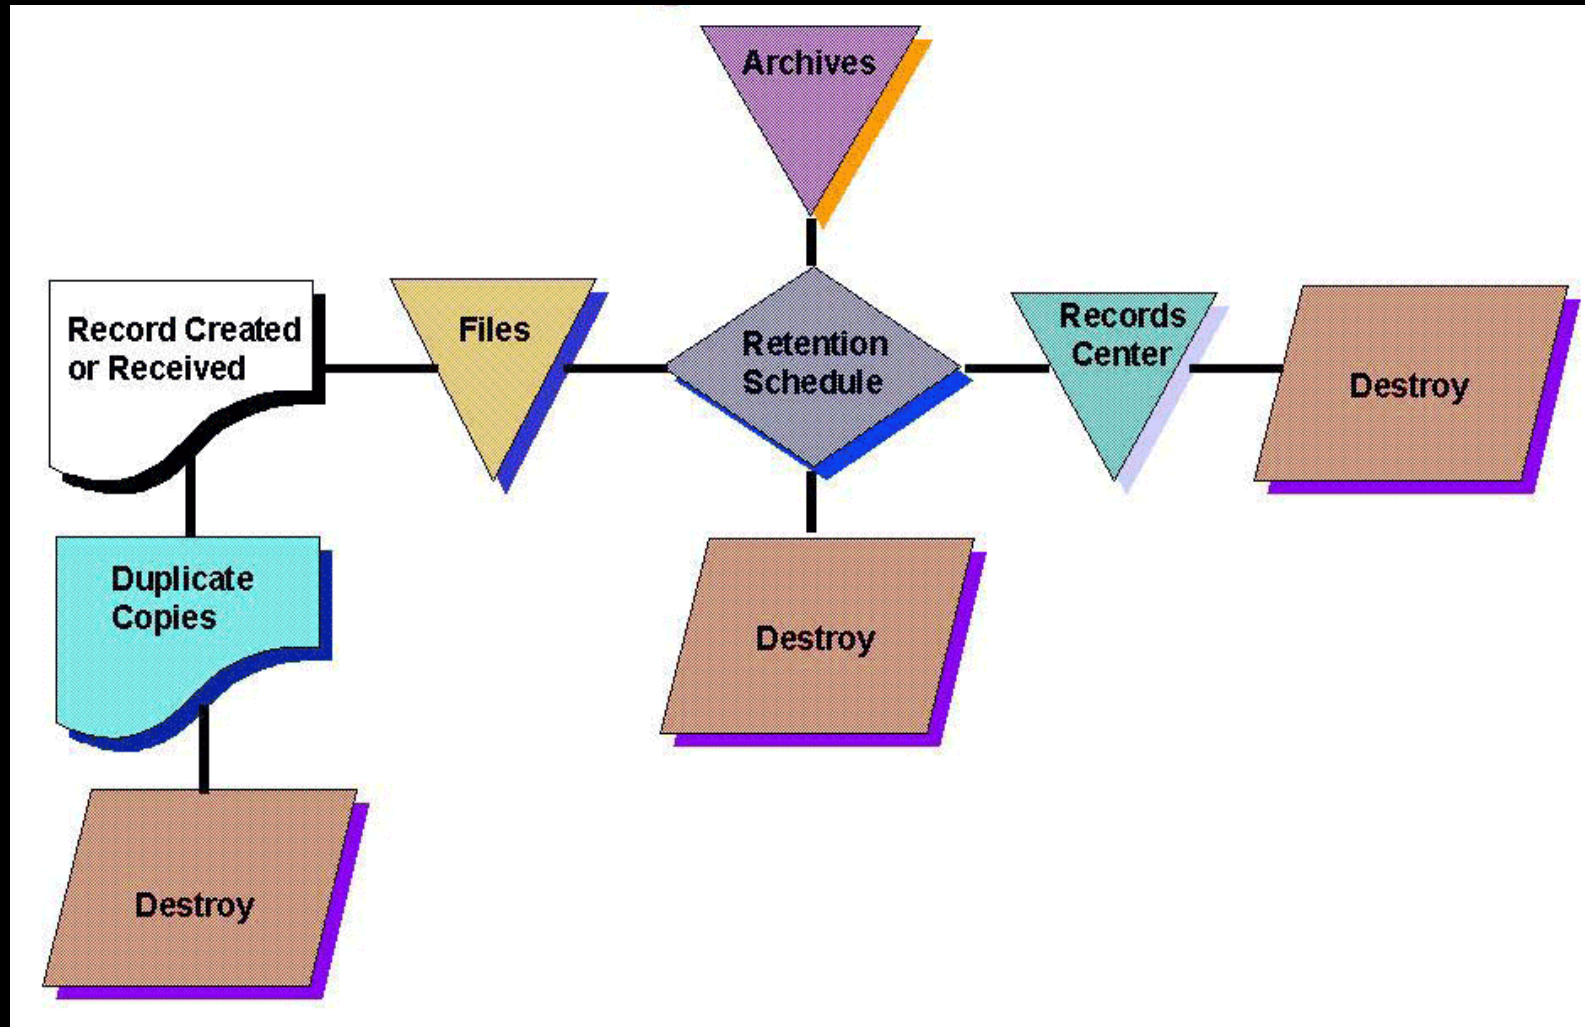 Archives
Record Created
or Received
Files
Retention
Schedule
Records
Center
Destroy
Duplicate
Copies
Destroy
Destroy